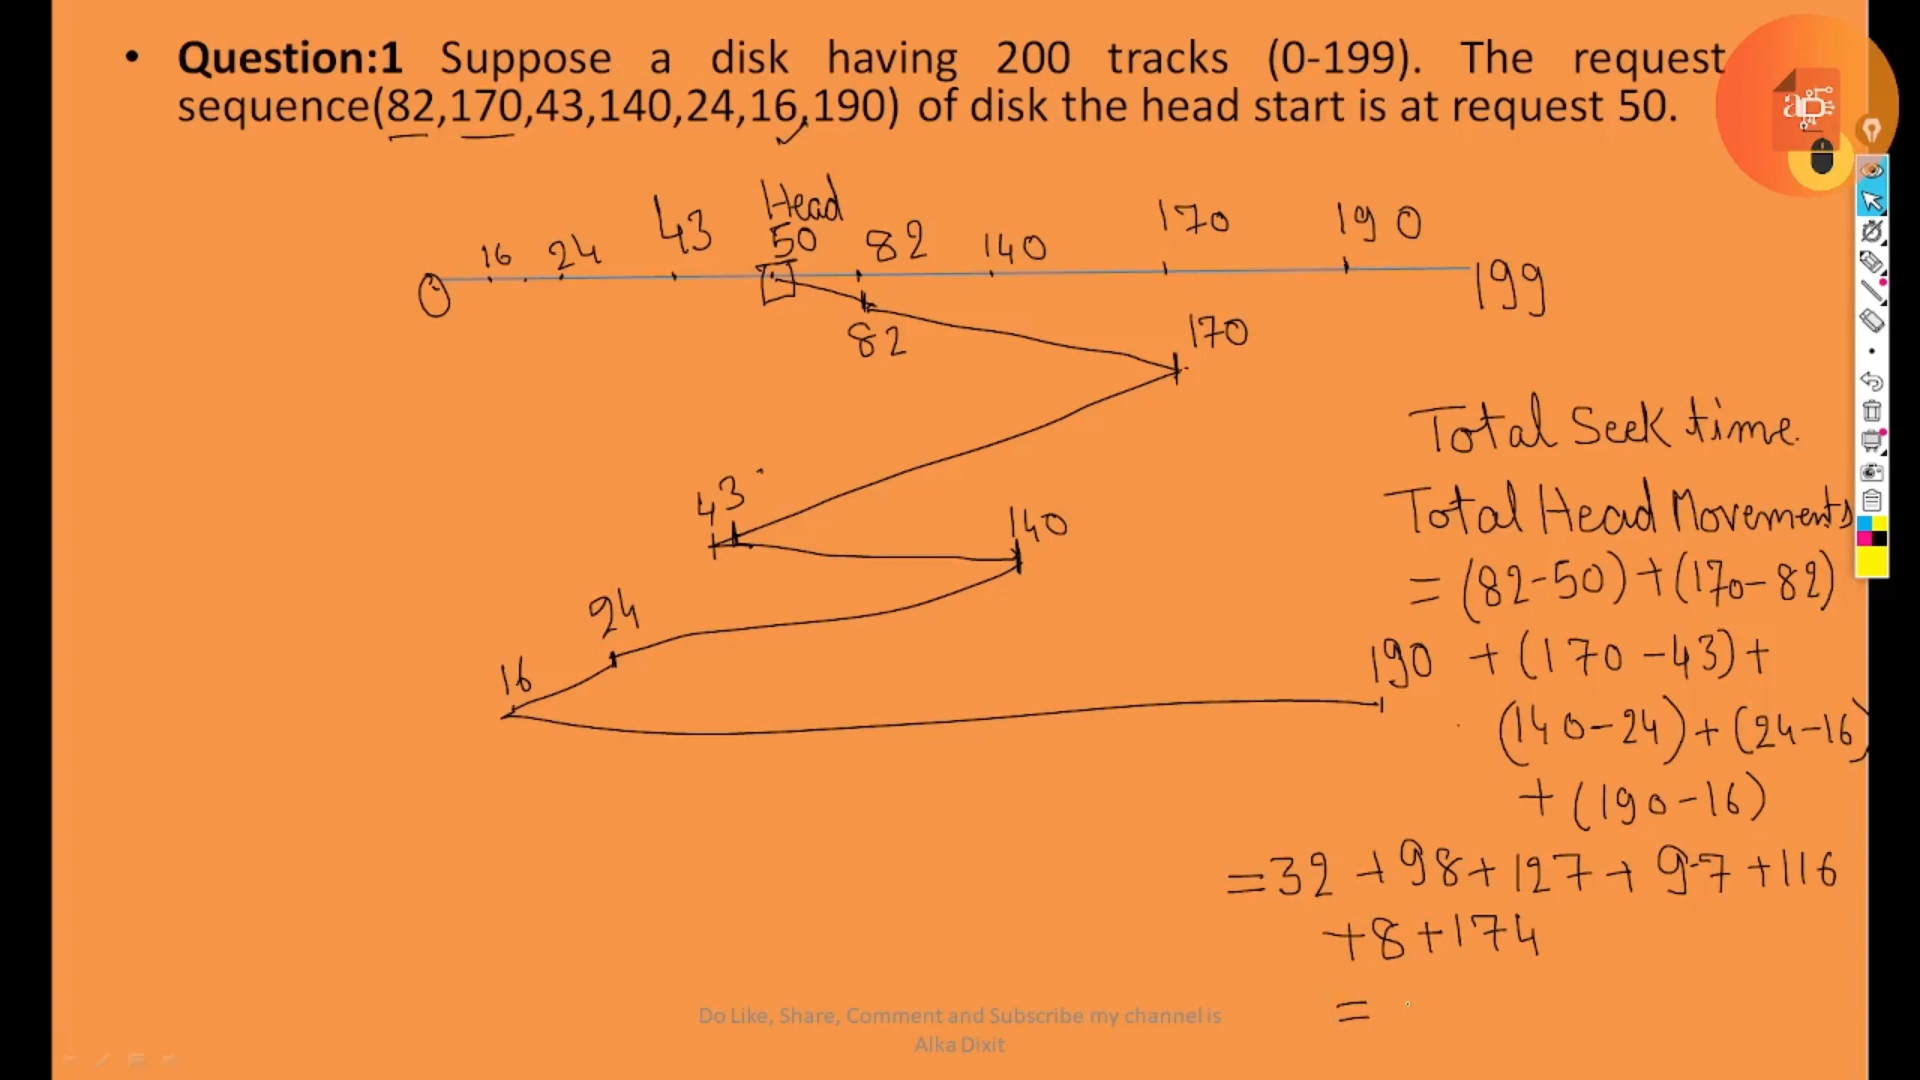 • Question:1 Suppose a disk having 200 tracks (0-199). The request
sequence(82,170,43,140,24,16,190) of disk the head start is at request 50.
Head
16 24 43 50 82 140 170 190
0 199
82 170
43 140
24
16 190
Total Seek time.
Total Head Movements
= (82-50)+(170-82)
+ (170-43)+
(140-24)+(24-16)
+ (190-16)
=32 +98+127+97+116
+8+174
=
Do Like, Share, Comment and Subscribe my channel is
Alka Dixit